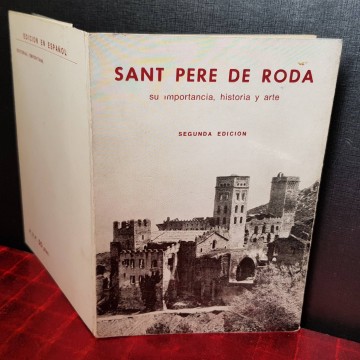 SANT PERE DE RODA
su importancia, historia y arte
SEGUNDA EDICION
EDICION EN ESPAÑOL